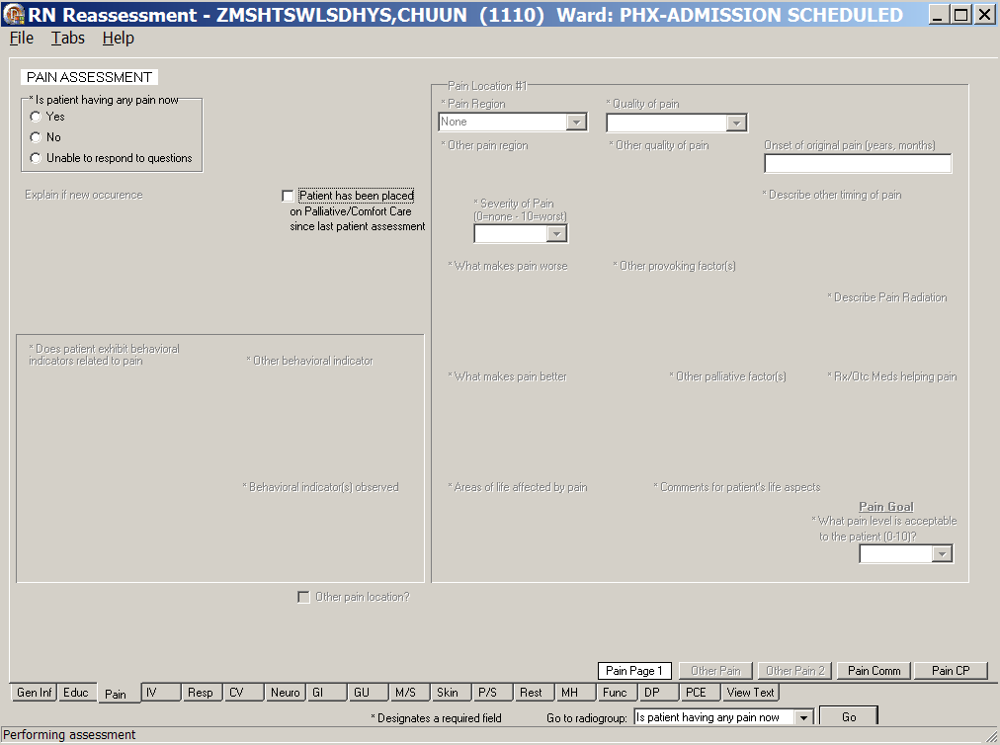 RN Reassessment - ZMSHTSWLSDHYS,CHUUN (1110) Ward: PHX-ADMISSION SCHEDULED
File Tabs Help
PAIN ASSESSMENT
* Is patient having any pain now
Yes
No
Unable to respond to questions
Explain if new occurence
Patient has been placed
on Palliative/Comfort Care
since last patient assessment
* Does patient exhibit behavioral
indicators related to pain
* Other behavioral indicator
* Behavioral indicator(s) observed
Other pain location?
Pain Location #1
* Pain Region
* Quality of pain
None
* Other pain region
* Other quality of pain
Onset of original pain (years, months)
* Severity of Pain
(0=none - 10=worst)
* Describe other timing of pain
* What makes pain worse
* Other provoking factor(s)
* Describe Pain Radiation
* What makes pain better
* Other palliative factor(s)
* Rx/Otc Meds helping pain
* Areas of life affected by pain
* Comments for patient's life aspects
Pain Goal
* What pain level is acceptable
to the patient (0-10)?
Pain Page 1 Other Pain Other Pain 2 Pain Comm Pain CP
Gen Inf Educ Pain IV Resp CV Neuro GI GU M/S Skin P/S Rest MH Func DP PCE View Text
* Designates a required field Go to radiogroup: Is patient having any pain now Go
Performing assessment